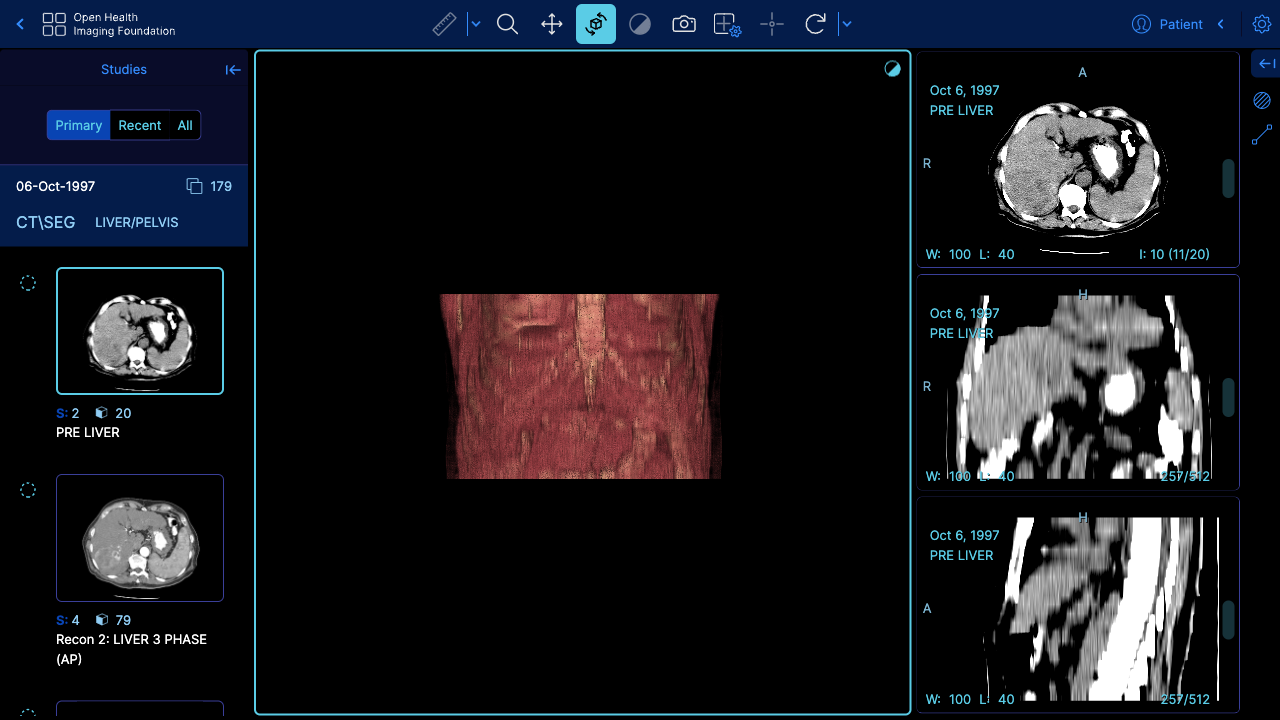 Open Health
Imaging Foundation
Patient
Studies
Primary Recent All
06-Oct-1997 179
CT\SEG LIVER/PELVIS
S: 2 20
PRE LIVER
S: 4 79
Recon 2: LIVER 3 PHASE
(AP)
A
Oct 6, 1997
PRE LIVER
R
W: 100 L: 40 I: 10 (11/20)
H
Oct 6, 1997
PRE LIVER
R
W: 100 L: 40 257/512
H
Oct 6, 1997
PRE LIVER
A
W: 100 L: 40 257/512